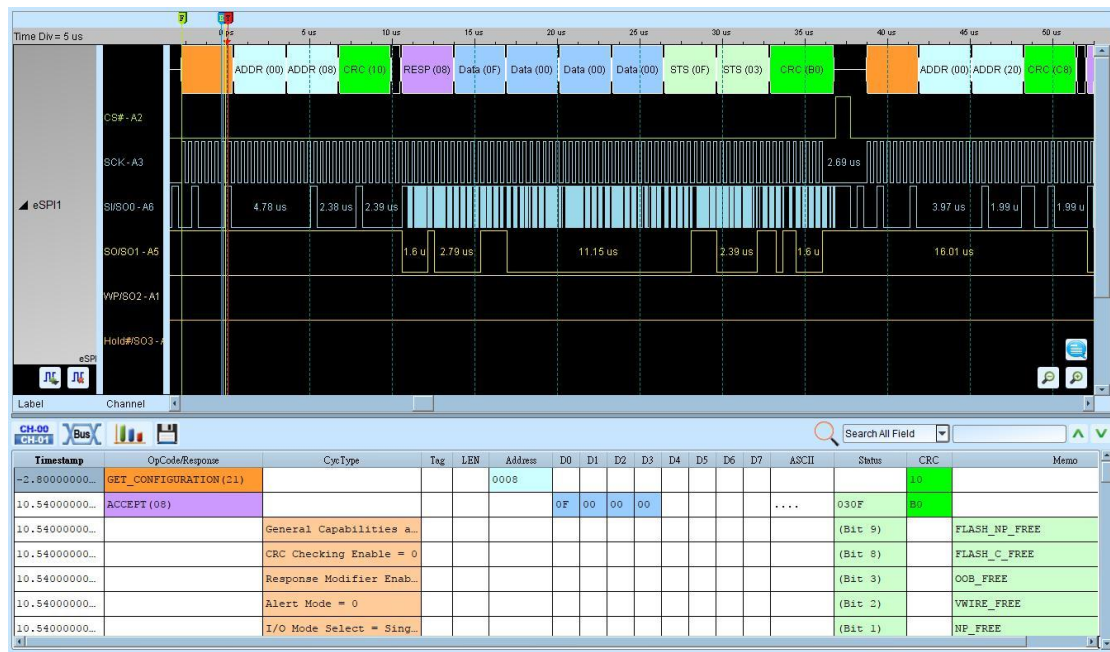 F
T
Time Div = 5 us
0 ps 5 us 10 us 15 us 20 us 25 us 30 us 35 us 40 us 45 us 50 us
ADDR (00) ADDR (08) CRC (10) RESP (08) Data (0F) Data (00) Data (00) Data (00) STS (0F) STS (03) CRC (B0) ADDR (00) ADDR (20) CRC (C8)
CS# - A2
SCK - A3 2.69 us
eSPI1 SI/SO0 - A6 4.78 us 2.38 us 2.39 us 3.97 us 1.99 u 1.99 u
SO/SO1 - A5 1.6 u 2.79 us 11.15 us 2.39 us 1.6 u 16.01 us
WP/SO2 - A1
Hold#/SO3 -
eSPI
Label Channel
CH-00
CH-01 Bus Search All Field
Timestamp OpCode/Response CycType Tag LEN Address D0 D1 D2 D3 D4 D5 D6 D7 ASCII Status CRC Memo
-2.80000000... GET_CONFIGURATION(21) 0008 10
10.54000000... ACCEPT(08) 0F 00 00 00 .... 030F B0
10.54000000... General Capabilities a... (Bit 9) FLASH_NP_FREE
10.54000000... CRC Checking Enable = 0 (Bit 8) FLASH_C_FREE
10.54000000... Response Modifier Enab... (Bit 3) OOB_FREE
10.54000000... Alert Mode = 0 (Bit 2) VWIRE_FREE
10.54000000... I/O Mode Select = Sing... (Bit 1) NP_FREE